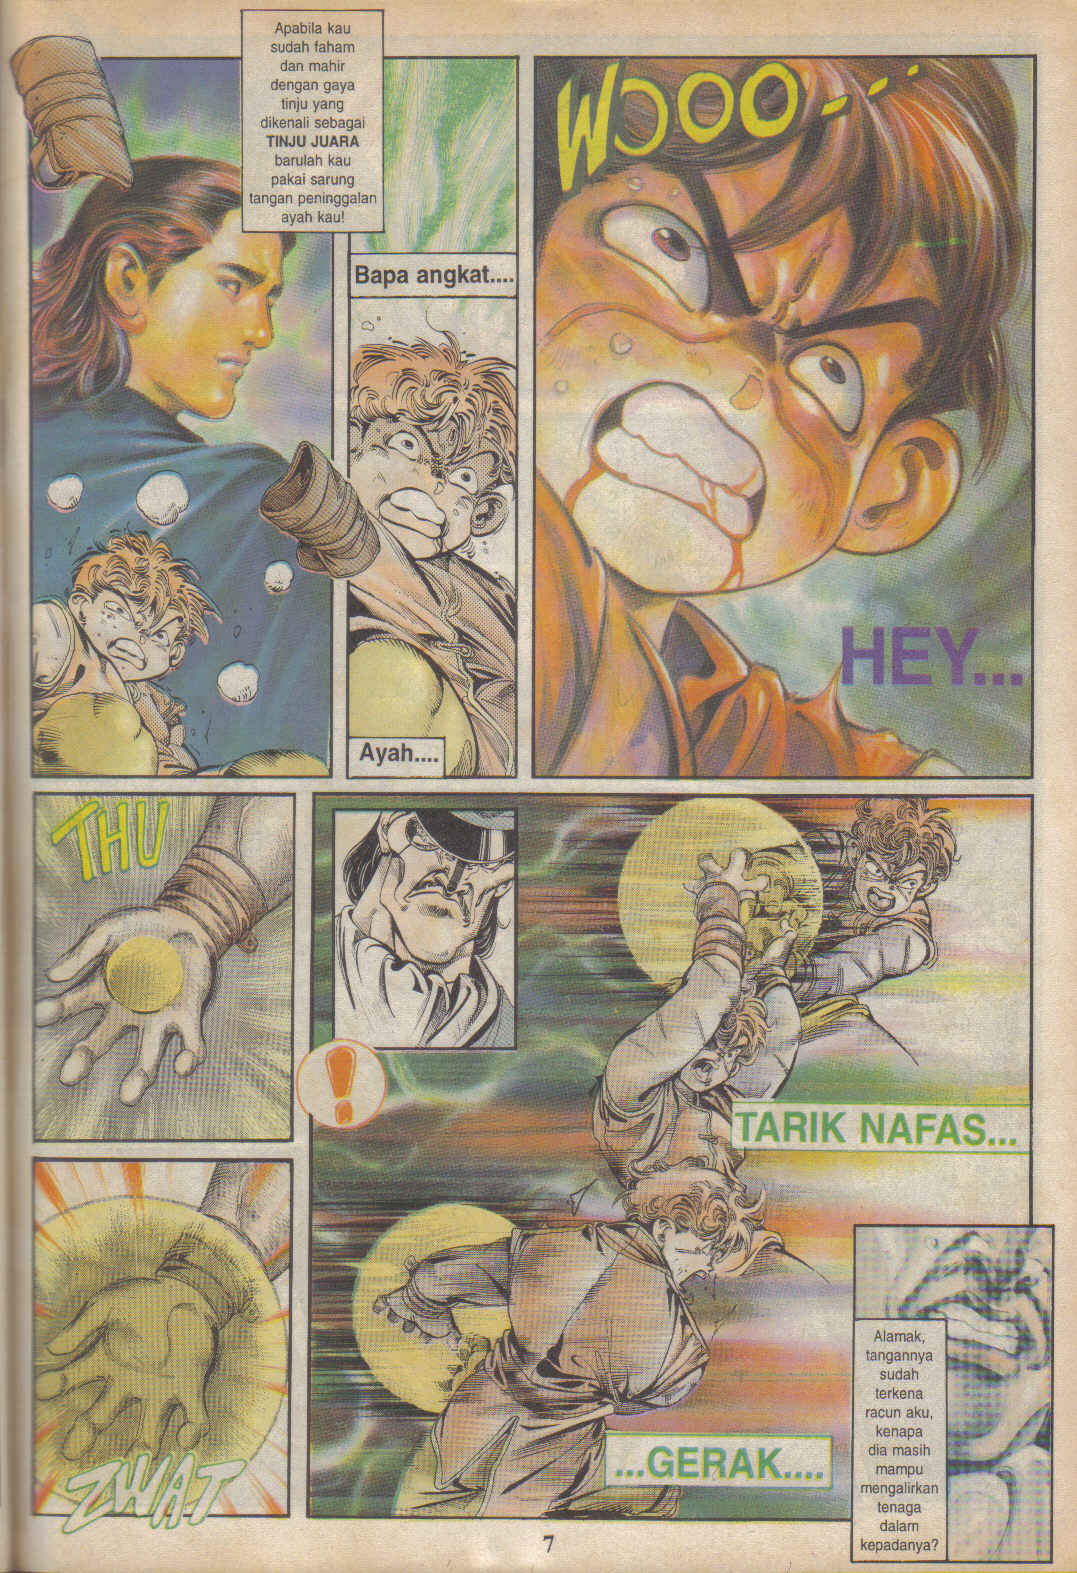 Apabila kau
sudah faham
dan mahir
dengan gaya
tinju yang
dikenali sebagai
TINJU JUARA
barulah kau
pakai sarung
tangan peninggalan
ayah kau!
Bapa angkat....
Ayah....
WOOO...
HEY...
THU
!
TARIK NAFAS...
ZWAT
...GERAK....
Alamak,
tangannya
sudah
terkena
racun aku,
kenapa
dia masih
mampu
mengalirkan
tenaga
dalam
kepadanya?
7